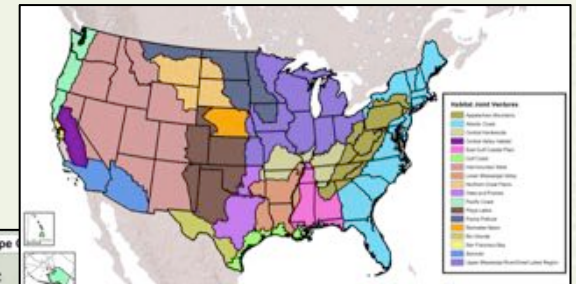 Habitat Joint Ventures
Appalachian Mountains
Atlantic Coast
Central Hardwoods
Central Valley Habitat
East Gulf Coastal Plain
Gulf Coast
Intermountain West
Lower Mississippi Valley
Northern Great Plains
Oaks and Prairies
Pacific Coast
Playa Lakes
Prairie Pothole
Rainwater Basin
Rio Grande
San Francisco Bay
Sonoran
Upper Mississippi River/Great Lakes Region